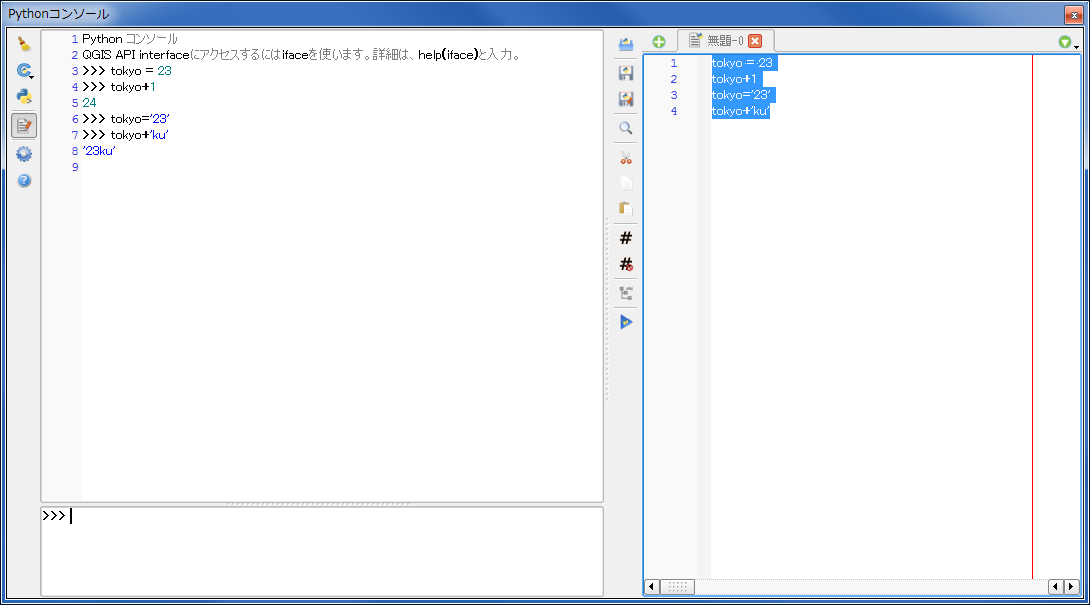 Pythonコンソール
1 Python コンソール
2 QGIS API interfaceにアクセスするにはifaceを使います。詳細は、help(iface)と入力。
3 >>> tokyo = 23
4 >>> tokyo+1
5 24
6 >>> tokyo='23'
7 >>> tokyo+'ku'
8 '23ku'
9
>>>
無題-0
1 tokyo = 23
2 tokyo+1
3 tokyo='23'
4 tokyo+'ku'